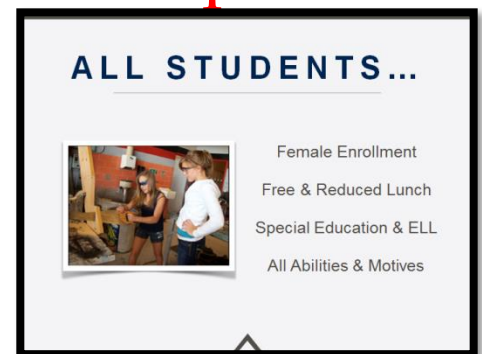 ALL STUDENTS...
Female Enrollment
Free & Reduced Lunch
Special Education & ELL
All Abilities & Motives